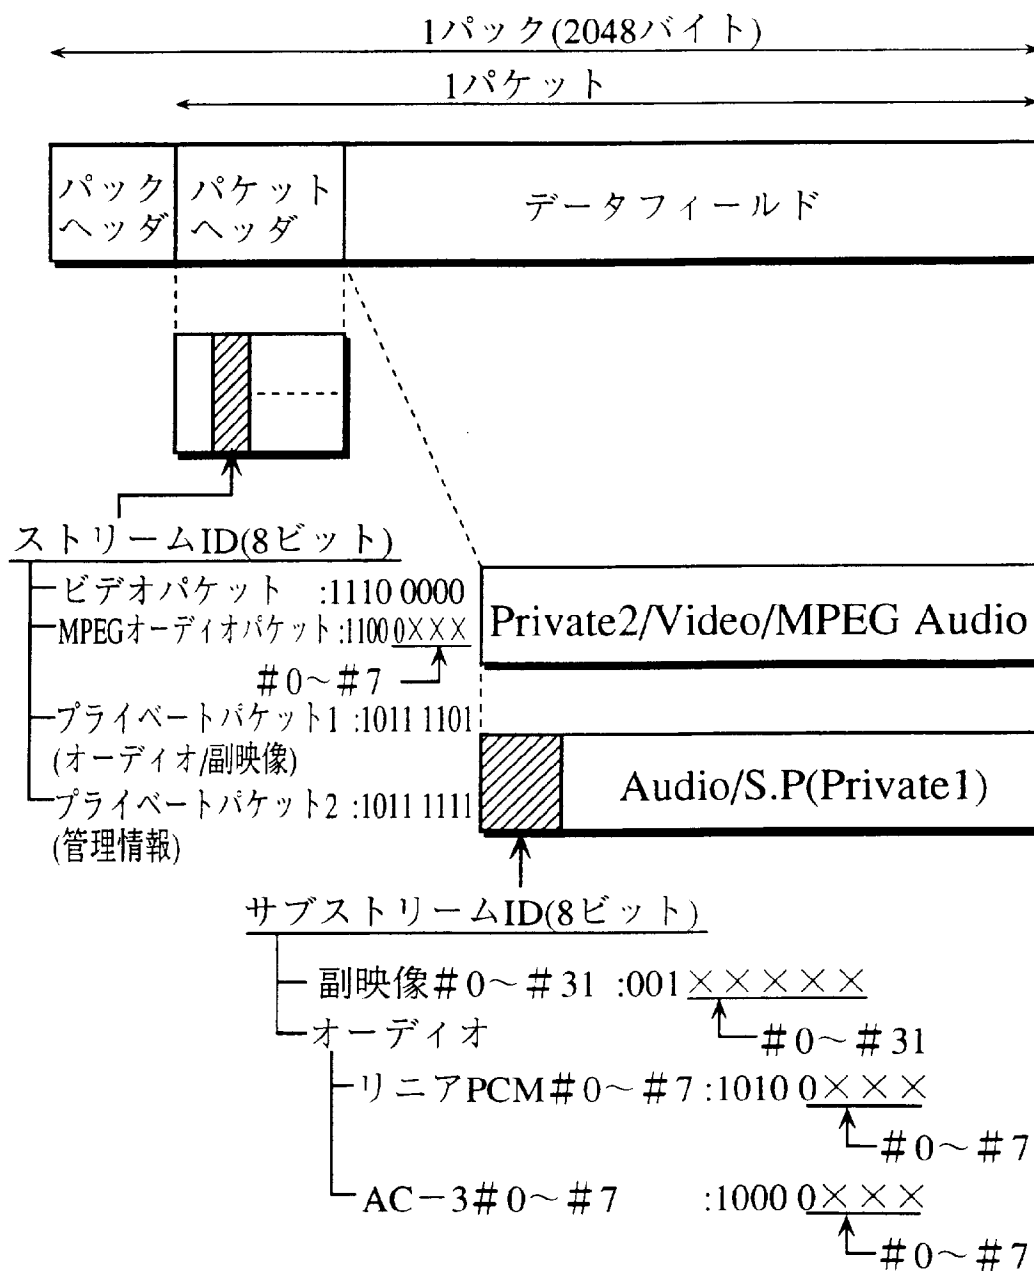 1パック(2048バイト)
1パケット
パック
ヘッダ
パケット
ヘッダ
データフィールド
ストリームID(8ビット)
ビデオパケット :1110 0000
MPEGオーディオパケット:1100 0×××
#0~#7
プライベートパケット1 :1011 1101
(オーディオ/副映像)
プライベートパケット2 :1011 1111
(管理情報)
Private2/Video/MPEG Audio
Audio/S.P(Private1)
サブストリームID(8ビット)
副映像#0~#31 :001×××××
#0~#31
オーディオ
リニアPCM#0~#7 :1010 0×××
#0~#7
AC-3#0~#7 :1000 0×××
#0~#7